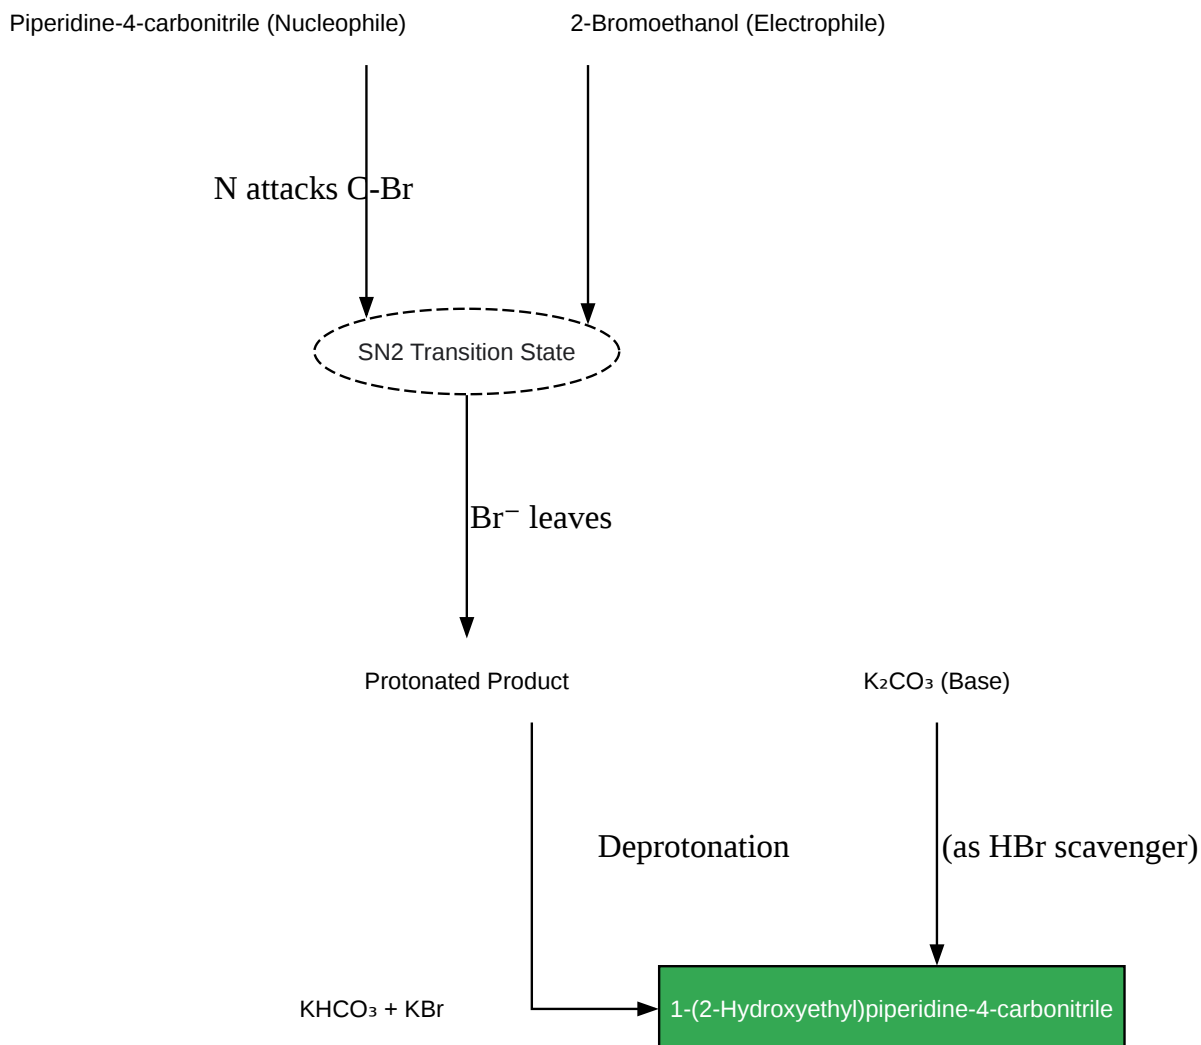 Piperidine-4-carbonitrile (Nucleophile)
2-Bromoethanol (Electrophile)
N attacks C-Br
SN2 Transition State
Br⁻ leaves
Protonated Product
K₂CO₃ (Base)
Deprotonation
(as HBr scavenger)
KHCO₃ + KBr
1-(2-Hydroxyethyl)piperidine-4-carbonitrile